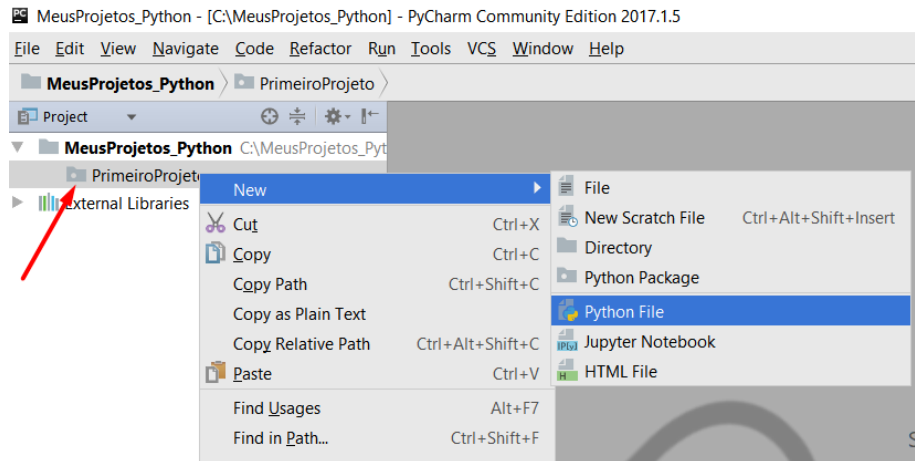 PC MeusProjetos_Python - [C:\MeusProjetos_Python] - PyCharm Community Edition 2017.1.5
File Edit View Navigate Code Refactor Run Tools VCS Window Help
MeusProjetos_Python PrimeiroProjeto
Project
MeusProjetos_Python C:\MeusProjetos_Pyt
PrimeiroProjeto
External Libraries
New
Cut Ctrl+X
Copy Ctrl+C
Copy Path Ctrl+Shift+C
Copy as Plain Text
Copy Relative Path Ctrl+Alt+Shift+C
Paste Ctrl+V
Find Usages Alt+F7
Find in Path... Ctrl+Shift+F
File
New Scratch File Ctrl+Alt+Shift+Insert
Directory
Python Package
Python File
IP[y] Jupyter Notebook
H HTML File